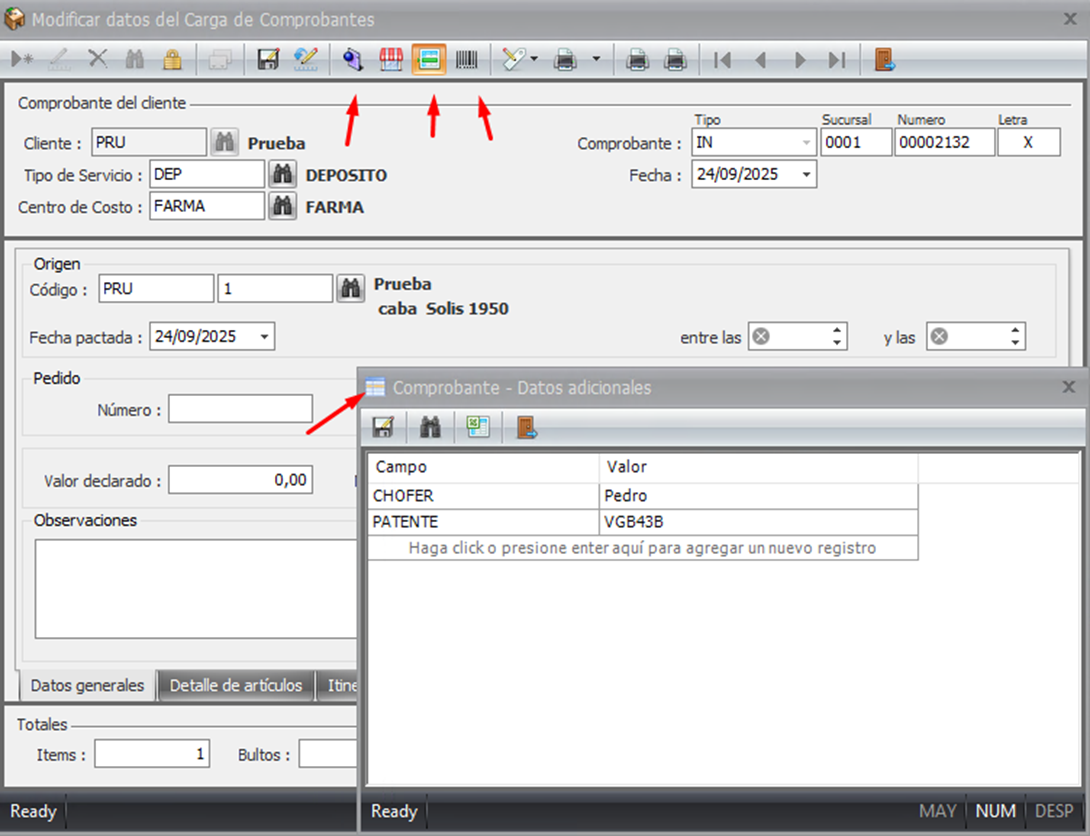 Modificar datos del Carga de Comprobantes
Comprobante del cliente
Tipo Sucursal Numero Letra
Cliente : PRU Prueba Comprobante : IN 0001 00002132 X
Tipo de Servicio : DEP DEPOSITO Fecha : 24/09/2025
Centro de Costo : FARMA FARMA
Origen
Código : PRU 1 Prueba
caba Solis 1950
Fecha pactada : 24/09/2025 entre las y las
Pedido
Número :
Valor declarado : 0,00
Observaciones
Datos generales Detalle de artículos Itine
Totales
Items : 1 Bultos :
Ready
Comprobante - Datos adicionales
Campo Valor
CHOFER Pedro
PATENTE VGB43B
Haga click o presione enter aquí para agregar un nuevo registro
Ready MAY NUM DESP